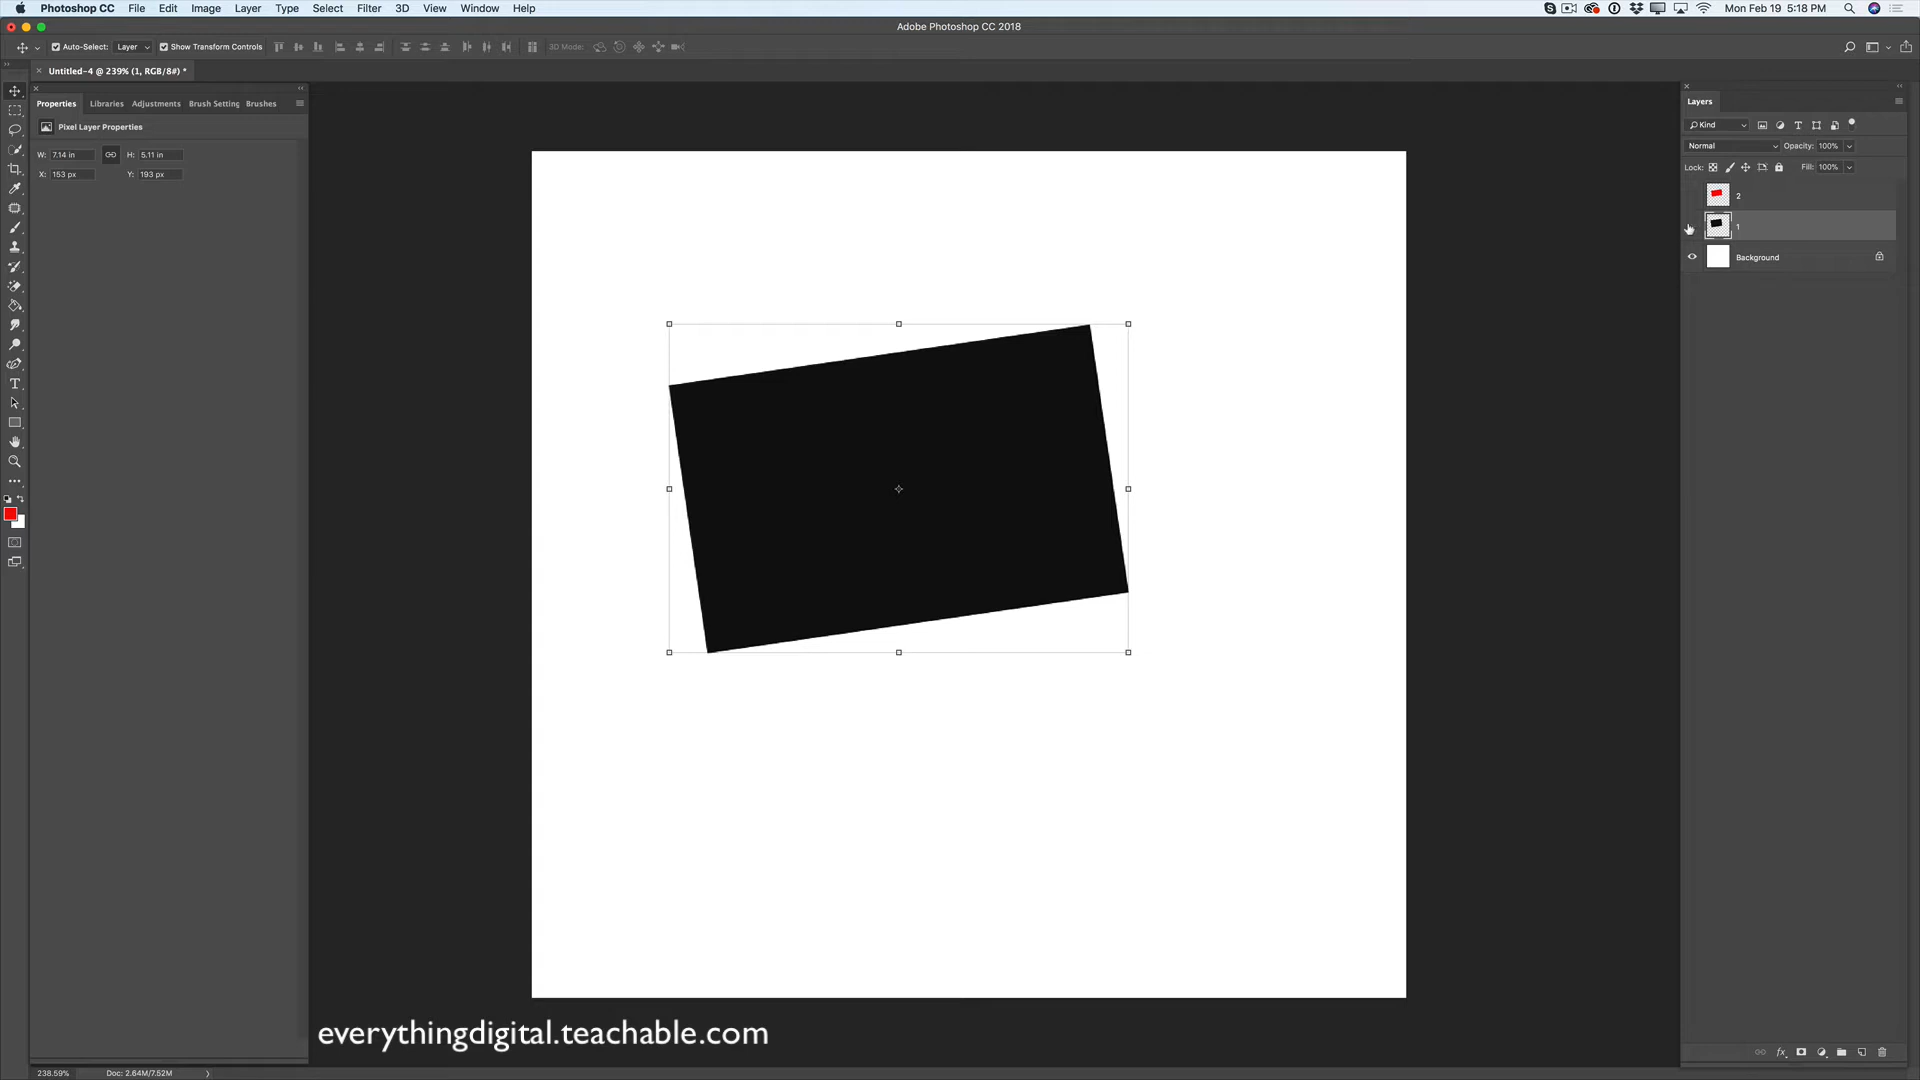 Photoshop CC File Edit Image Layer Type Select Filter 3D View Window Help Mon Feb 19 5:18 PM
Adobe Photoshop CC 2018
Auto-Select: Layer Show Transform Controls 3D Mode:
Untitled-4 @ 239% (1, RGB/8#) *
Properties Libraries Adjustments Brush Setting Brushes
Pixel Layer Properties
W: 7.14 in H: 5.11 in
X: 153 px Y: 193 px
Layers
Kind
Normal Opacity: 100%
Lock: Fill: 100%
2
1
Background
everythingdigital.teachable.com
238.59% Doc: 2.64M/7.52M